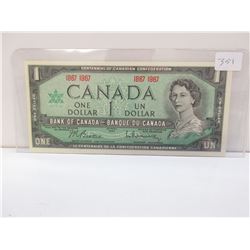 351
CENTENNIAL OF CANADIAN CONFEDERATION
1867 1967 1867 1967
CANADA
ONE DOLLAR 1 UN DOLLAR
BANK OF CANADA - BANQUE DU CANADA
ONE UN
LE CENTENAIRE DE LA CONFÉDÉRATION CANADIENNE